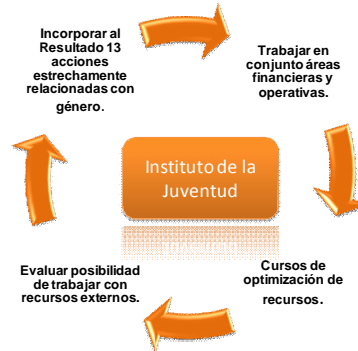 Incorporar al
Resultado 13
acciones
estrechamente
relacionadas con
género.
Trabajar en
conjunto áreas
financieras y
operativas.
Instituto de la
Juventud
Cursos de
optimización de
recursos.
Evaluar posibilidad
de trabajar con
recursos externos.